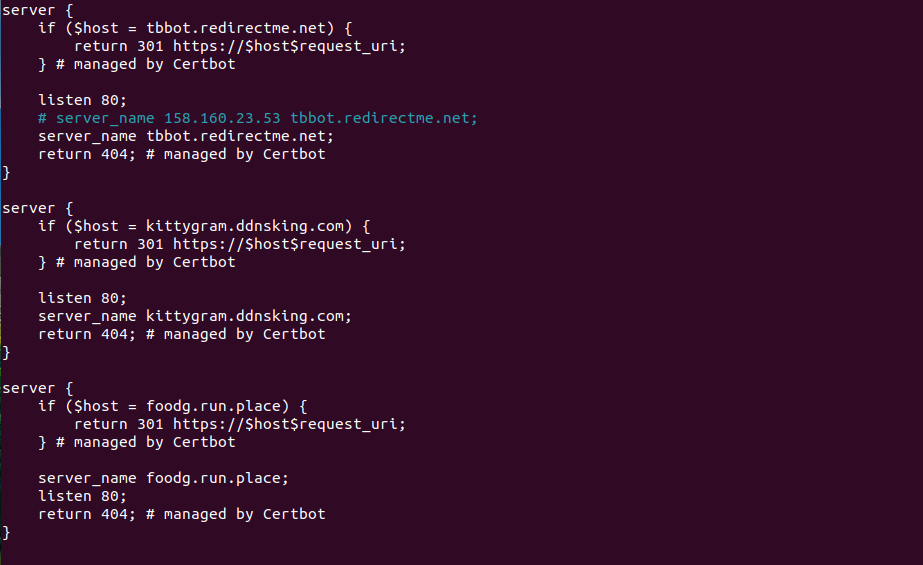 server {
    if ($host = tbbot.redirectme.net) {
        return 301 https://$host$request_uri;
    } # managed by Certbot

    listen 80;
    # server_name 158.160.23.53 tbbot.redirectme.net;
    server_name tbbot.redirectme.net;
    return 404; # managed by Certbot
}

server {
    if ($host = kittygram.ddnsking.com) {
        return 301 https://$host$request_uri;
    } # managed by Certbot

    listen 80;
    server_name kittygram.ddnsking.com;
    return 404; # managed by Certbot
}

server {
    if ($host = foodg.run.place) {
        return 301 https://$host$request_uri;
    } # managed by Certbot

    server_name foodg.run.place;
    listen 80;
    return 404; # managed by Certbot
}